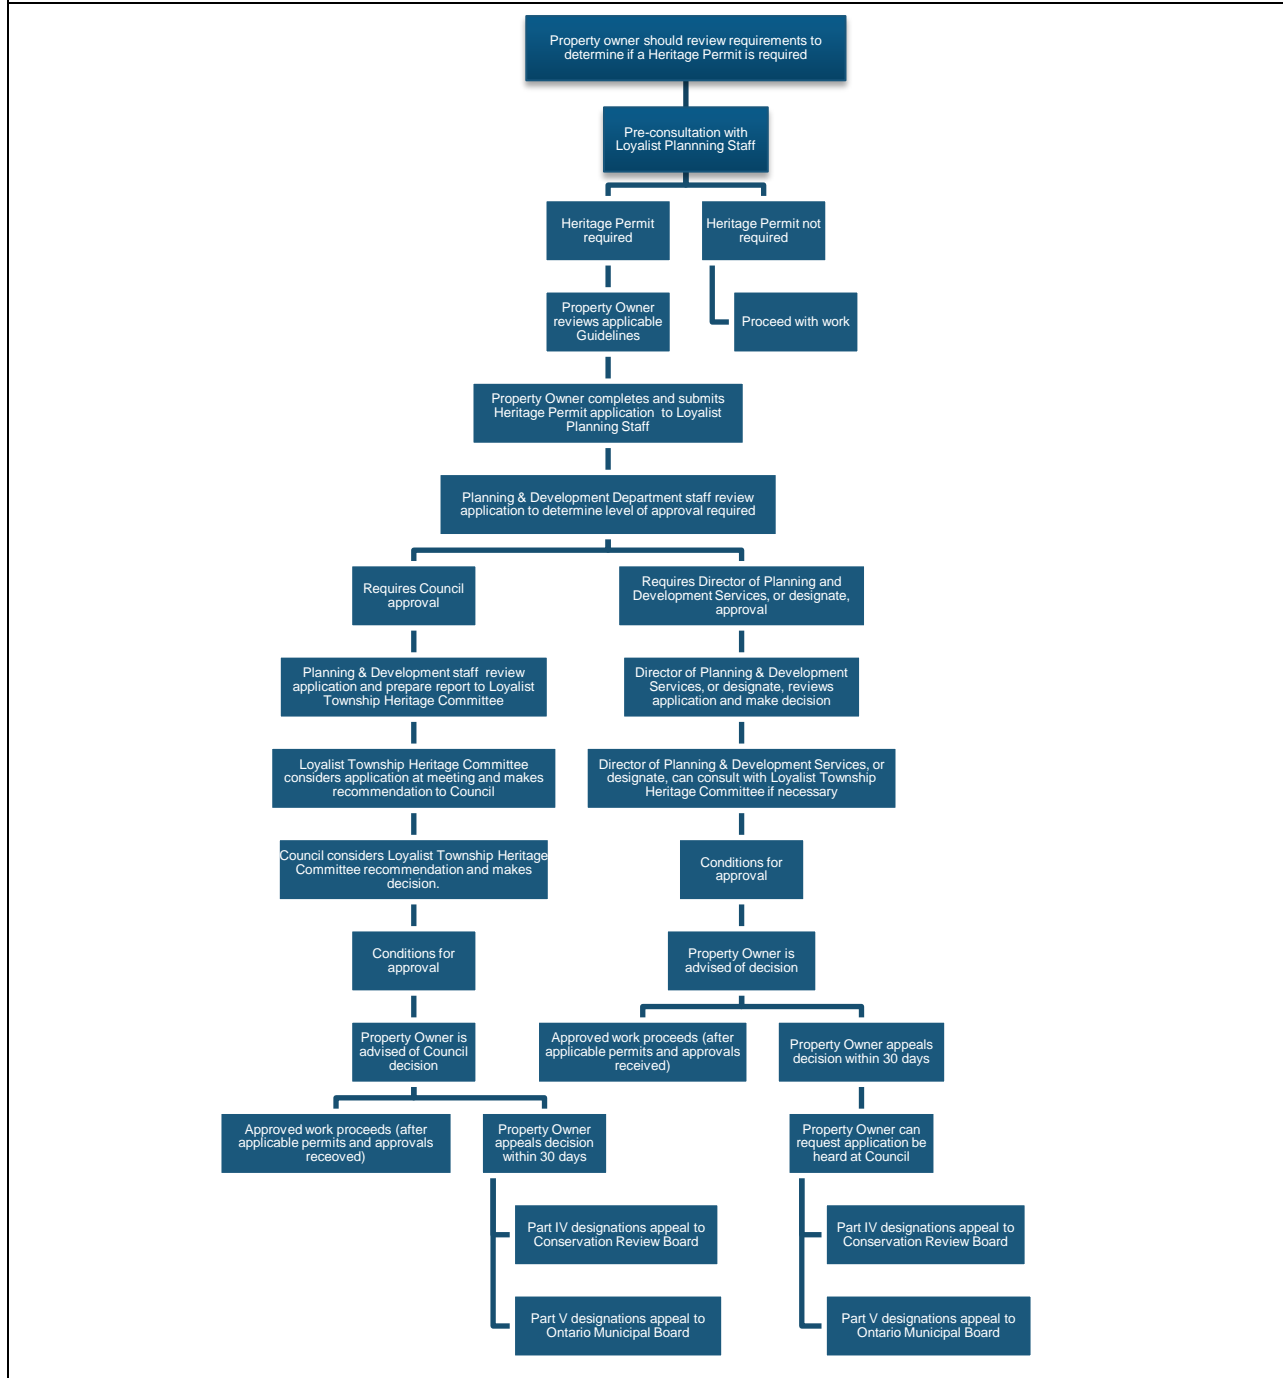 Property owner should review requirements to
determine if a Heritage Permit is required
Pre-consultation with
Loyalist Plannning Staff
Heritage Permit
required
Heritage Permit not
required
Property Owner
reviews applicable
Guidelines
Proceed with work
Property Owner completes and submits
Heritage Permit application to Loyalist
Planning Staff
Planning & Development Department staff review
application to determine level of approval required
Requires Council
approval
Requires Director of Planning and
Development Services, or designate,
approval
Planning & Development staff review
application and prepare report to Loyalist
Township Heritage Committee
Director of Planning & Development
Services, or designate, reviews
application and make decision
Loyalist Township Heritage Committee
considers application at meeting and makes
recommendation to Council
Director of Planning & Development Services, or
designate, can consult with Loyalist Township
Heritage Committee if necessary
Council considers Loyalist Township Heritage
Committee recommendation and makes
decision.
Conditions for
approval
Conditions for
approval
Property Owner is
advised of decision
Property Owner is
advised of Council
decision
Approved work proceeds (after
applicable permits and approvals
received)
Property Owner appeals
decision within 30 days
Approved work proceeds (after
applicable permits and approvals
receoved)
Property Owner
appeals decision
within 30 days
Property Owner can
request application be
heard at Council
Part IV designations appeal to
Conservation Review Board
Part IV designations appeal to
Conservation Review Board
Part V designations appeal to
Ontario Municipal Board
Part V designations appeal to
Ontario Municipal Board